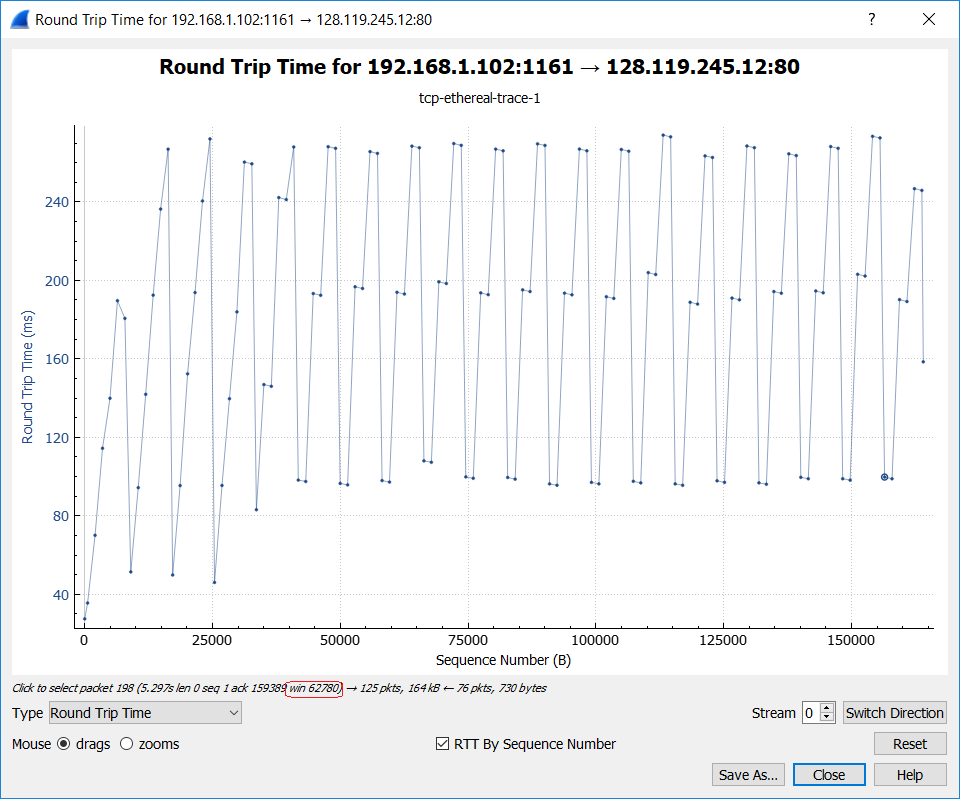 Round Trip Time for 192.168.1.102:1161 → 128.119.245.12:80
?
Round Trip Time for 192.168.1.102:1161 → 128.119.245.12:80
tcp-ethereal-trace-1
Round Trip Time (ms)
240
200
160
120
80
40
0 25000 50000 75000 100000 125000 150000
Sequence Number (B)
Click to select packet 198 (5.297s len 0 seq 1 ack 159389 win 62780) → 125 pkts, 164 kB ← 76 pkts, 730 bytes
Type Round Trip Time Stream 0 Switch Direction
Mouse drags zooms RTT By Sequence Number Reset
Save As... Close Help